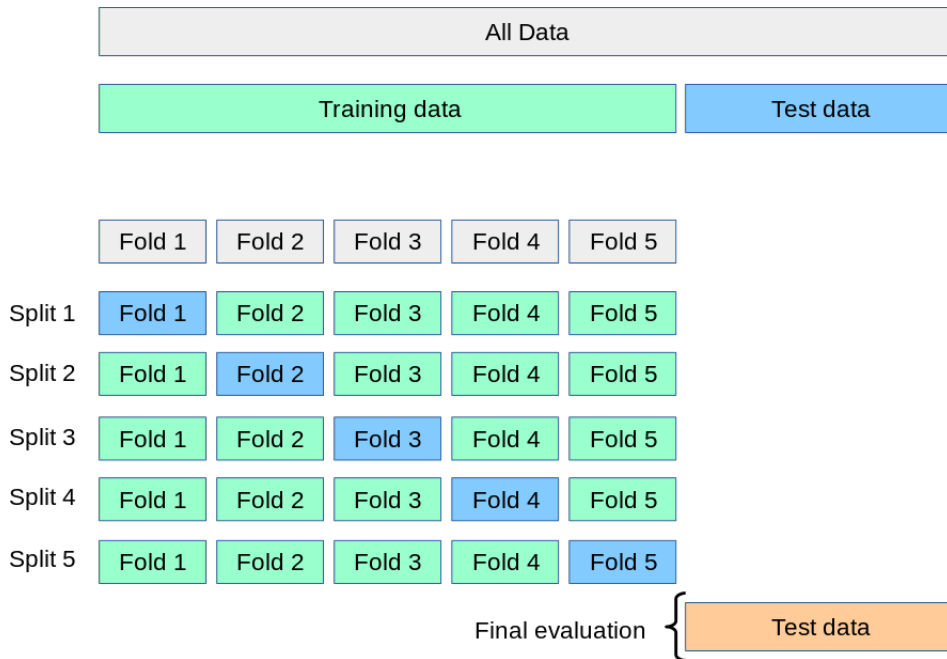 All Data
Training data Test data
Fold 1 Fold 2 Fold 3 Fold 4 Fold 5
Split 1 Fold 1 Fold 2 Fold 3 Fold 4 Fold 5
Split 2 Fold 1 Fold 2 Fold 3 Fold 4 Fold 5
Split 3 Fold 1 Fold 2 Fold 3 Fold 4 Fold 5
Split 4 Fold 1 Fold 2 Fold 3 Fold 4 Fold 5
Split 5 Fold 1 Fold 2 Fold 3 Fold 4 Fold 5
Final evaluation Test data